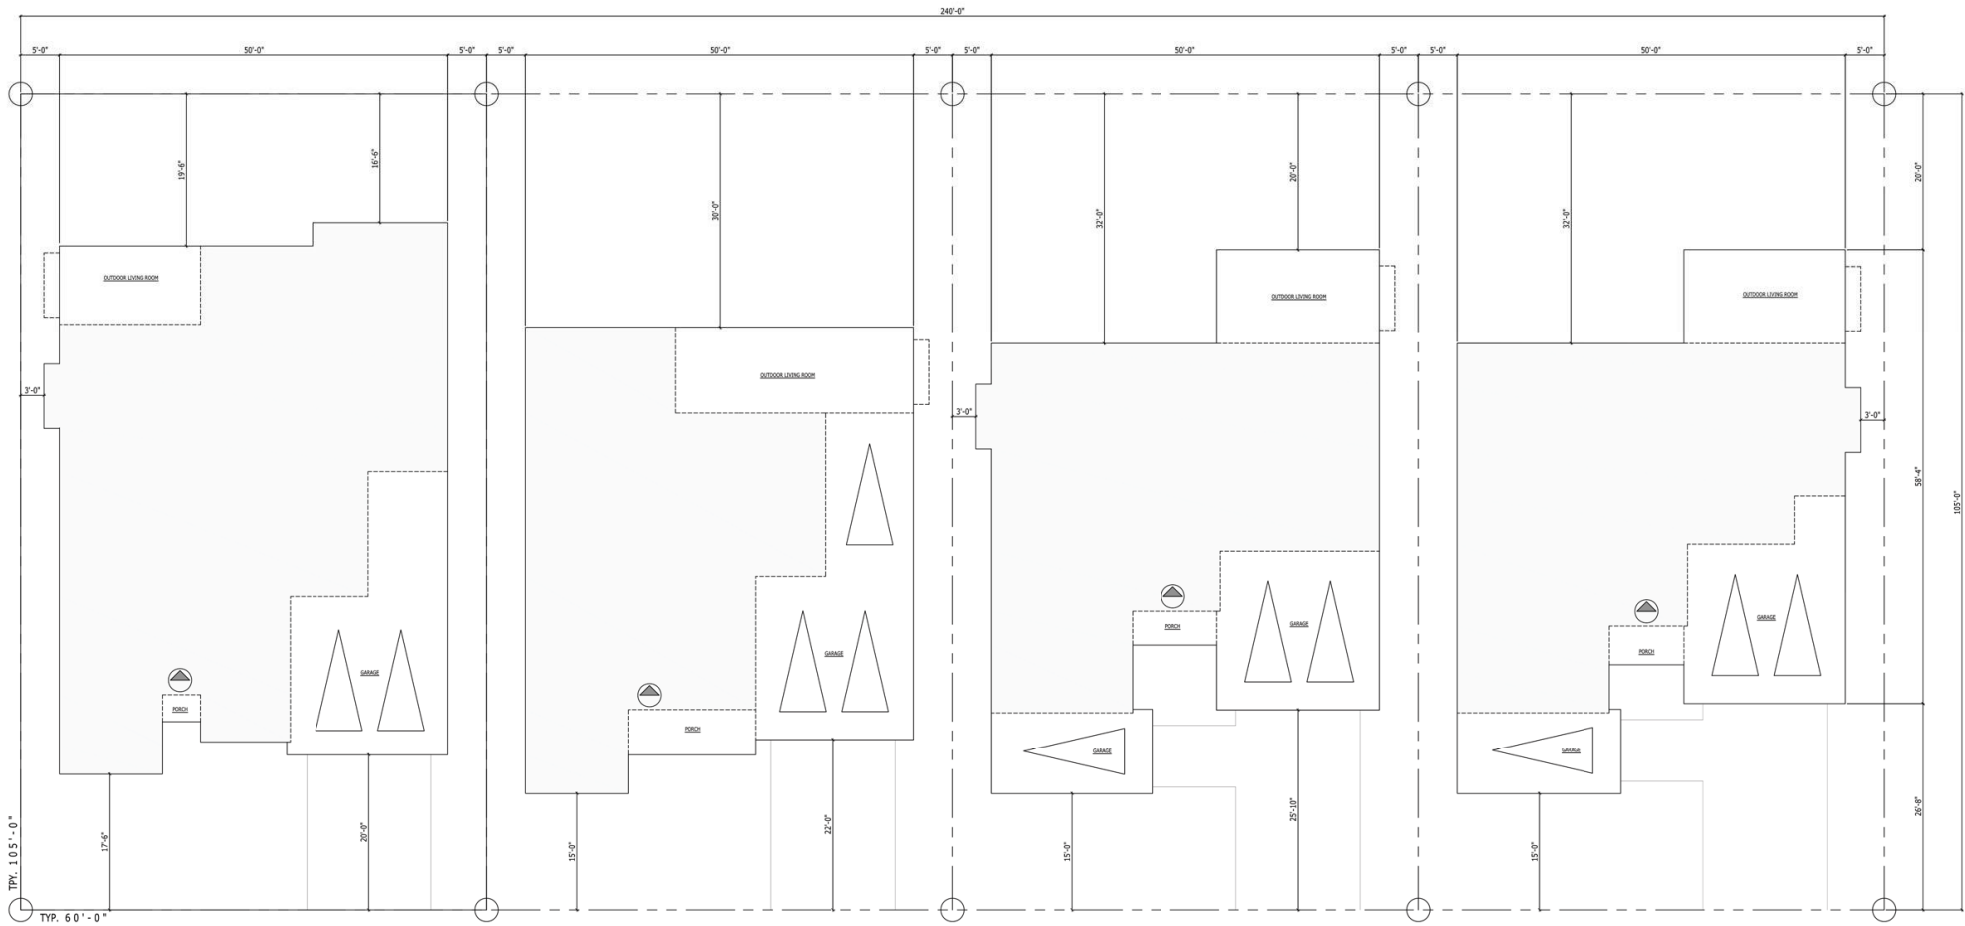 240'-0"
5'-0" 50'-0" 5'-0" 5'-0" 50'-0" 5'-0" 5'-0" 50'-0" 5'-0" 5'-0" 50'-0" 5'-0"
19'-6"
16'-6"
30'-0"
32'-0"
20'-0"
32'-0"
20'-0"
OUTDOOR LIVING ROOM
OUTDOOR LIVING ROOM
OUTDOOR LIVING ROOM
OUTDOOR LIVING ROOM
3'-0"
3'-0"
3'-0"
58'-4"
105'-0"
GARAGE
PORCH
GARAGE
PORCH
GARAGE
PORCH
GARAGE
GARAGE
PORCH
GARAGE
17'-6"
20'-0"
15'-0"
22'-0"
15'-0"
25'-10"
15'-0"
26'-8"
TPY. 105'-0"
TYP. 60'-0"